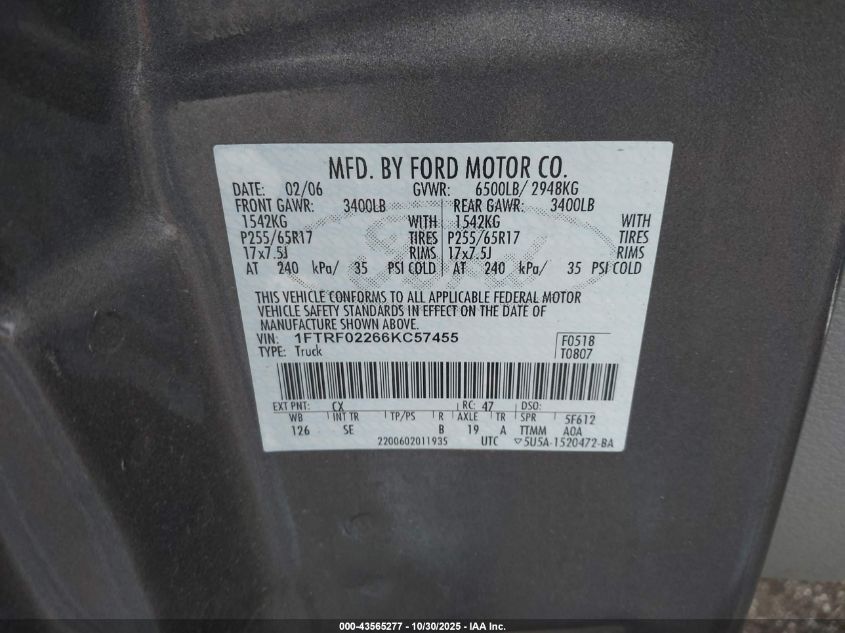 MFD. BY FORD MOTOR CO.
DATE: 02/06 GVWR: 6500LB/ 2948KG
FRONT GAWR: 3400LB REAR GAWR: 3400LB
1542KG WITH 1542KG WITH
P255/65R17 TIRES P255/65R17 TIRES
17x7.5J RIMS 17x7.5J RIMS
AT 240 kPa/ 35 PSI COLD AT 240 kPa/ 35 PSI COLD
THIS VEHICLE CONFORMS TO ALL APPLICABLE FEDERAL MOTOR
VEHICLE SAFETY STANDARDS IN EFFECT ON THE DATE OF
MANUFACTURE SHOWN ABOVE.
VIN: 1FTRF02266KC57455 F0518
TYPE: Truck T0807
EXT PNT: CX RC: 47 DSO:
WB INT TR TP/PS R AXLE TR SPR 5F612
126 SE B 19 A TTMM A0A
2200602011935 UTC ▽5U5A-1520472-BA
000-43565277 - 10/30/2025 - IAA Inc.